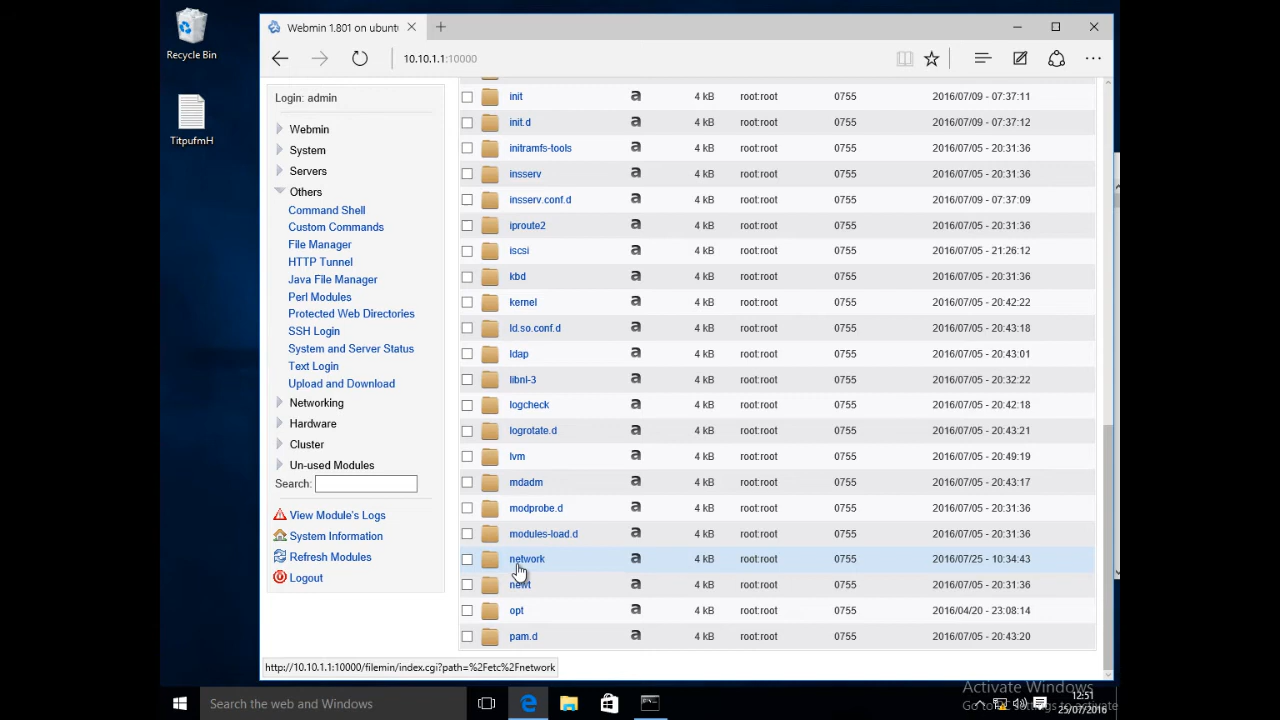 Recycle Bin
TitpufmH
Webmin 1.801 on ubunt
10.10.1.1:10000
Login: admin
Webmin
System
Servers
Others
Command Shell
Custom Commands
File Manager
HTTP Tunnel
Java File Manager
Perl Modules
Protected Web Directories
SSH Login
System and Server Status
Text Login
Upload and Download
Networking
Hardware
Cluster
Un-used Modules
Search:
View Module's Logs
System Information
Refresh Modules
Logout
init a 4 kB root:root 0755 2016/07/09 - 07:37:11
init.d a 4 kB root:root 0755 2016/07/09 - 07:37:12
initramfs-tools a 4 kB root:root 0755 2016/07/05 - 20:31:36
insserv a 4 kB root:root 0755 2016/07/05 - 20:31:36
insserv.conf.d a 4 kB root:root 0755 2016/07/09 - 07:37:09
iproute2 a 4 kB root:root 0755 2016/07/05 - 20:31:36
iscsi a 4 kB root:root 0755 2016/07/05 - 21:26:12
kbd a 4 kB root:root 0755 2016/07/05 - 20:31:36
kernel a 4 kB root:root 0755 2016/07/05 - 20:42:22
ld.so.conf.d a 4 kB root:root 0755 2016/07/05 - 20:43:18
ldap a 4 kB root:root 0755 2016/07/05 - 20:43:01
libnl-3 a 4 kB root:root 0755 2016/07/05 - 20:32:22
logcheck a 4 kB root:root 0755 2016/07/05 - 20:42:18
logrotate.d a 4 kB root:root 0755 2016/07/05 - 20:43:21
lvm a 4 kB root:root 0755 2016/07/05 - 20:49:19
mdadm a 4 kB root:root 0755 2016/07/05 - 20:43:17
modprobe.d a 4 kB root:root 0755 2016/07/05 - 20:31:36
modules-load.d a 4 kB root:root 0755 2016/07/05 - 20:31:36
network a 4 kB root:root 0755 2016/07/25 - 10:34:43
newt a 4 kB root:root 0755 2016/07/05 - 20:31:36
opt a 4 kB root:root 0755 2016/04/20 - 23:08:14
pam.d a 4 kB root:root 0755 2016/07/05 - 20:43:20
http://10.10.1.1:10000/filemin/index.cgi?path=%2Fetc%2Fnetwork
Activate Windows
Search the web and Windows
12:51
25/07/2016